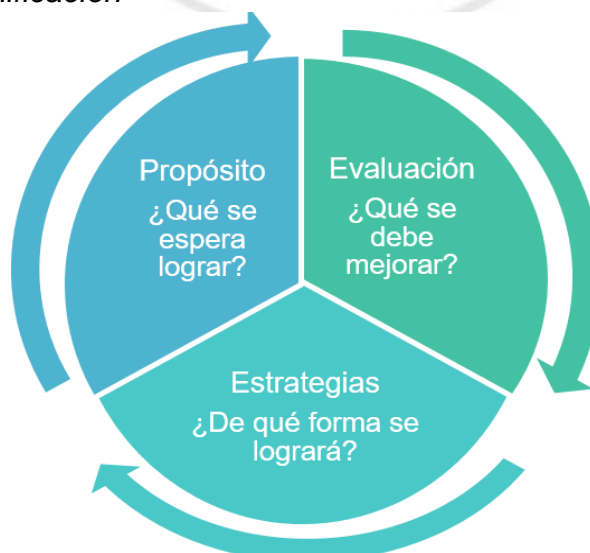 Propósito
¿Qué se
espera
lograr?
Evaluación
¿Qué se
debe
mejorar?
Estrategias
¿De qué forma se
logrará?